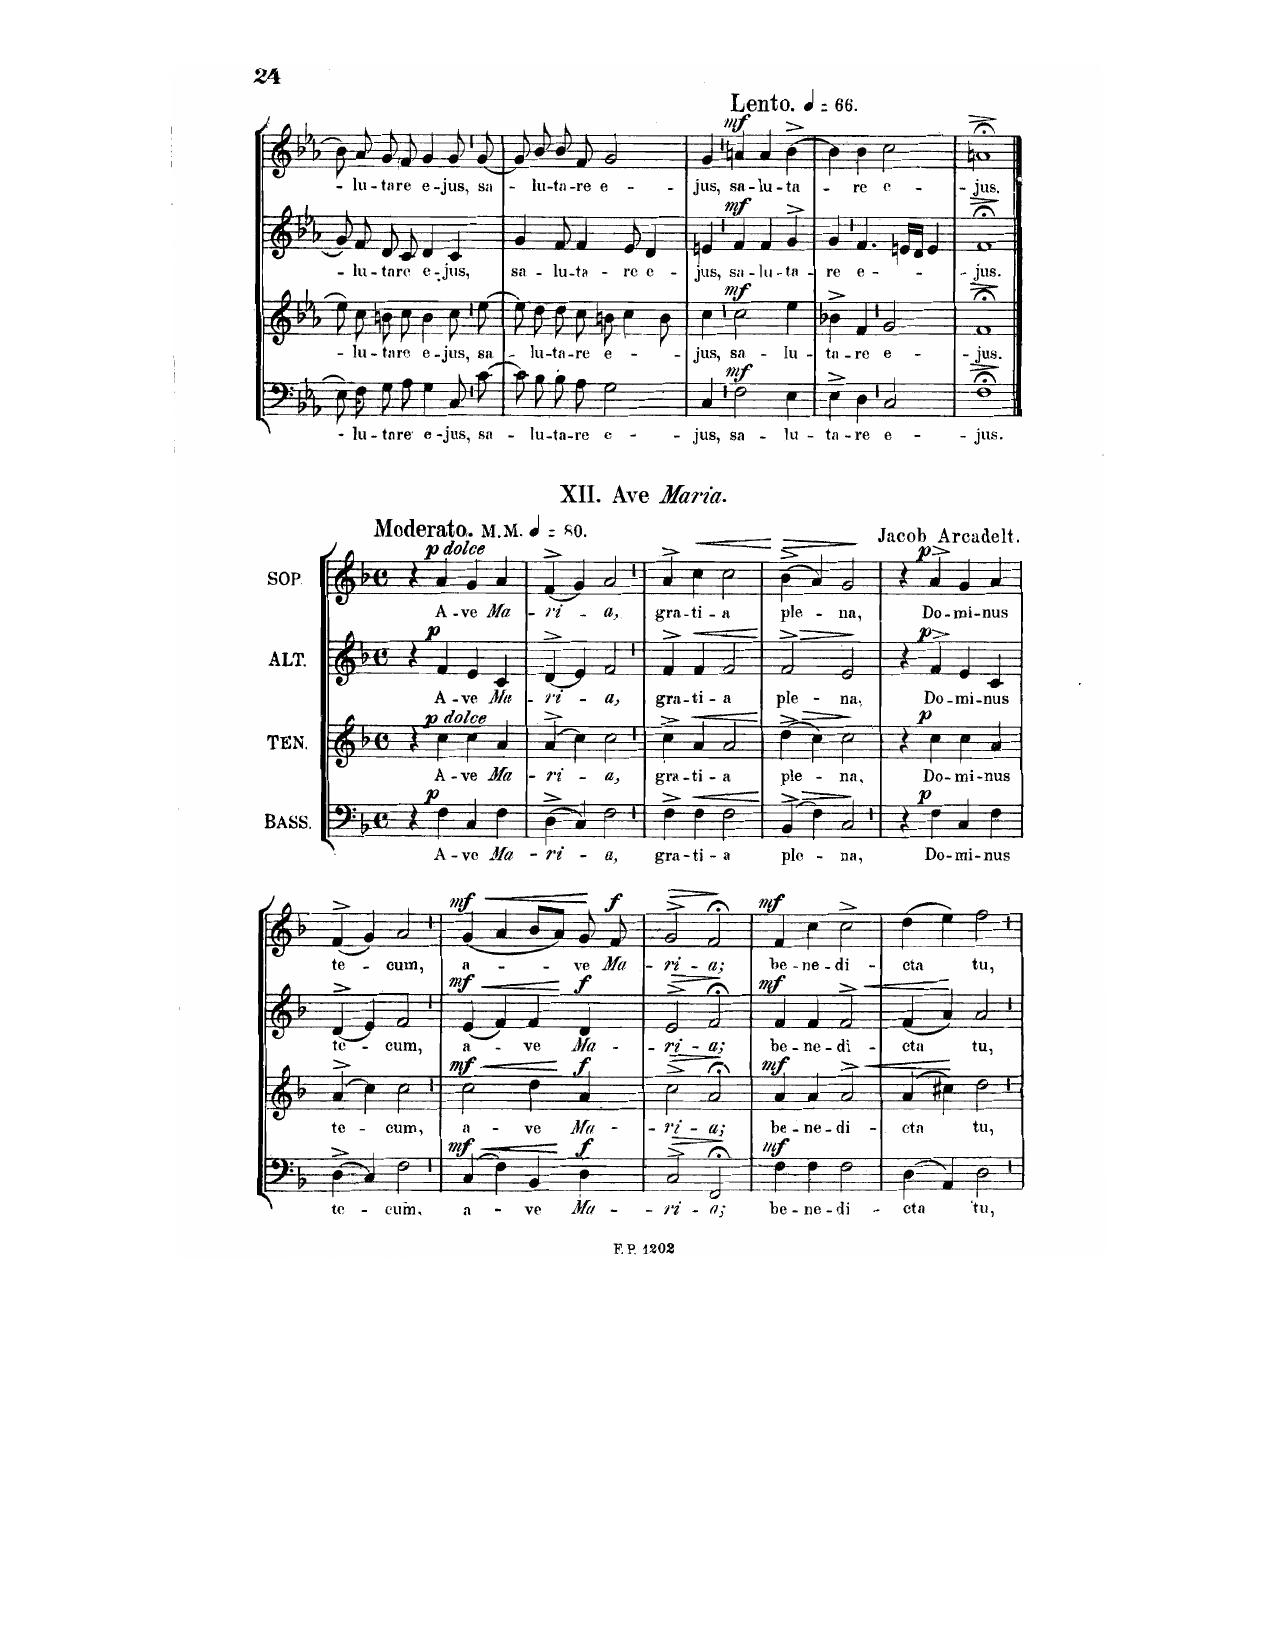 24
Lento. ♩ = 66.
mf
- lu - tare e - jus, sa - lu - ta - re e - jus, sa - lu - ta - re e - jus.
mf
- lu - tare e - jus, sa - lu - ta - re e - jus, sa - lu - ta - re e - jus.
mf
- lu - tare e - jus, sa - lu - ta - re e - jus, sa - lu - ta - re e - jus.
mf
- lu - tare e - jus, sa - lu - ta - re e - jus, sa - lu - ta - re e - jus.
XII. Ave Maria.
Moderato. M.M. ♩ = 80.
Jacob Arcadelt.
p dolce p
SOP.
A - ve Ma - ri - a, gra - ti - a ple - na, Do - mi - nus
p p
ALT.
A - ve Ma - ri - a, gra - ti - a ple - na, Do - mi - nus
p dolce p
TEN.
A - ve Ma - ri - a, gra - ti - a ple - na, Do - mi - nus
p p
BASS.
A - ve Ma - ri - a, gra - ti - a ple - na, Do - mi - nus
mf f mf
te - cum, a - ve Ma - ri - a; be - ne - di - cta tu,
mf f mf
te - cum, a - ve Ma - ri - a; be - ne - di - cta tu,
mf f mf
te - cum, a - ve Ma - ri - a; be - ne - di - cta tu,
mf f mf
te - cum, a - ve Ma - ri - a; be - ne - di - cta tu,
F. P. 1202